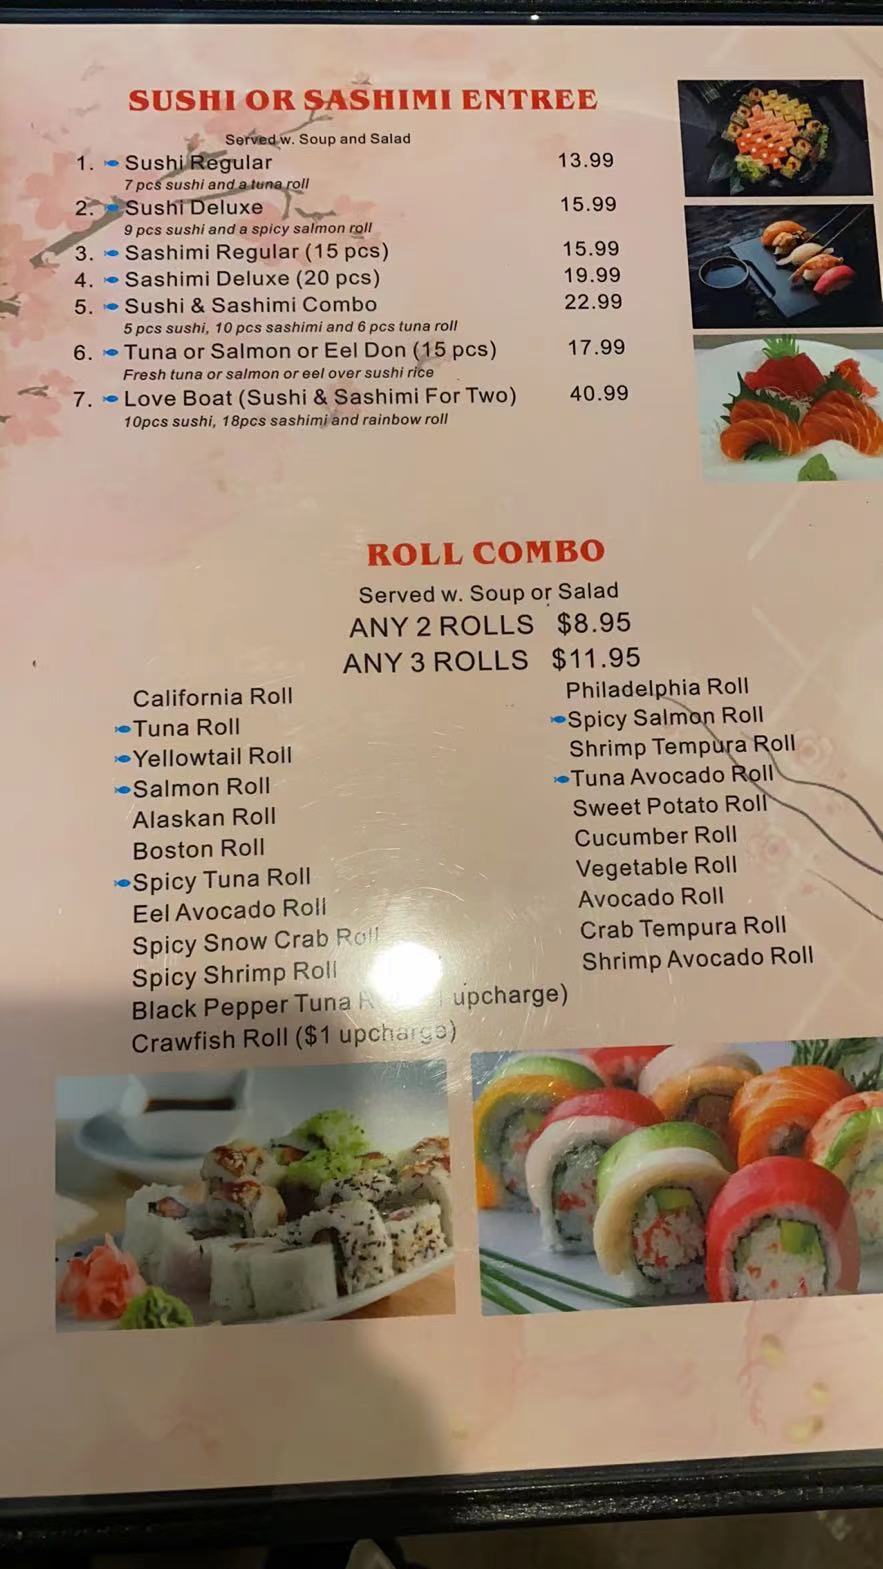 SUSHI OR SASHIMI ENTREE
Served w. Soup and Salad
1. Sushi Regular 13.99
7 pcs sushi and a tuna roll
2. Sushi Deluxe 15.99
9 pcs sushi and a spicy salmon roll
3. Sashimi Regular (15 pcs) 15.99
4. Sashimi Deluxe (20 pcs) 19.99
5. Sushi & Sashimi Combo 22.99
5 pcs sushi, 10 pcs sashimi and 6 pcs tuna roll
6. Tuna or Salmon or Eel Don (15 pcs) 17.99
Fresh tuna or salmon or eel over sushi rice
7. Love Boat (Sushi & Sashimi For Two) 40.99
10pcs sushi, 18pcs sashimi and rainbow roll
ROLL COMBO
Served w. Soup or Salad
ANY 2 ROLLS $8.95
ANY 3 ROLLS $11.95
California Roll
Tuna Roll
Yellowtail Roll
Salmon Roll
Alaskan Roll
Boston Roll
Spicy Tuna Roll
Eel Avocado Roll
Spicy Snow Crab Roll
Spicy Shrimp Roll
Black Pepper Tuna upcharge)
Crawfish Roll ($1 upcharge)
Philadelphia Roll
Spicy Salmon Roll
Shrimp Tempura Roll
Tuna Avocado Roll
Sweet Potato Roll
Cucumber Roll
Vegetable Roll
Avocado Roll
Crab Tempura Roll
Shrimp Avocado Roll